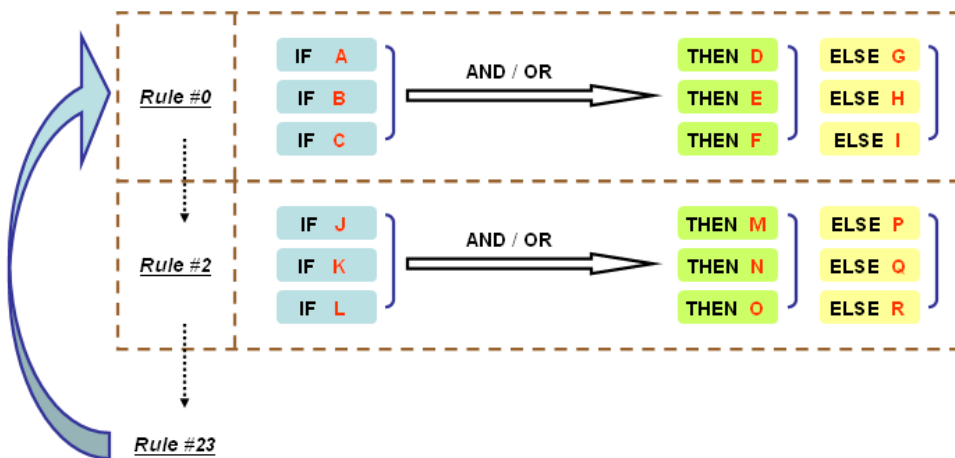 IF A
THEN D ELSE G
AND / OR
Rule #0 IF B THEN E ELSE H
IF C THEN F ELSE I
IF J THEN M ELSE P
AND / OR
Rule #2 IF K THEN N ELSE Q
IF L THEN O ELSE R
Rule #23